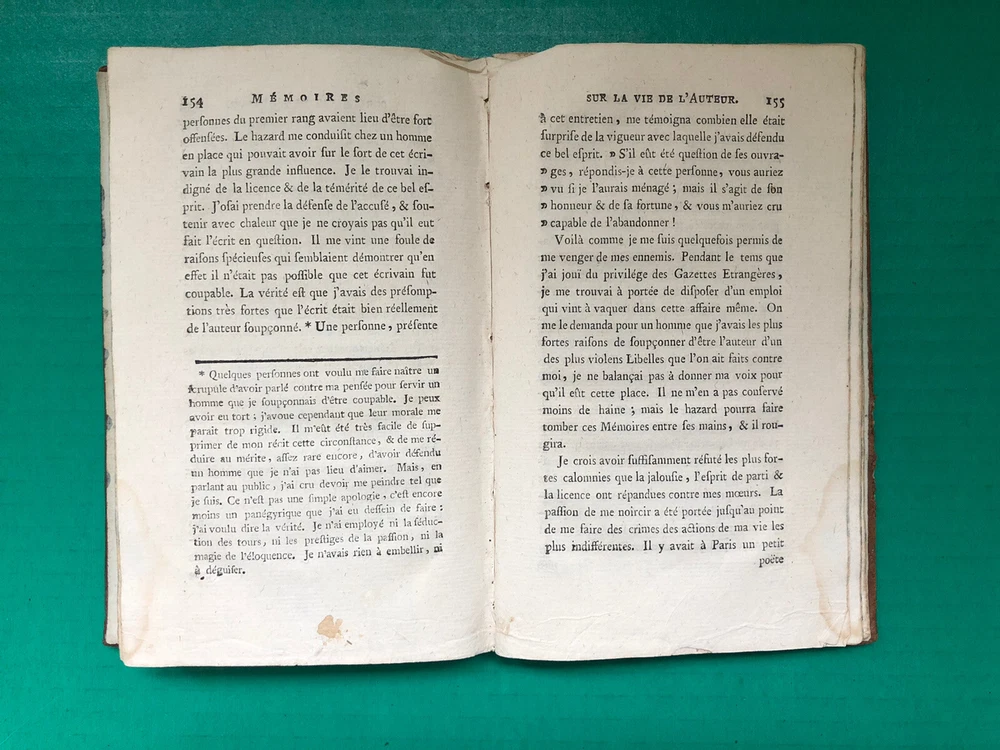 154 MÉMOIRES
perſonnes du premier rang avaient lieu d'être fort
offenſées. Le hazard me conduiſit chez un homme
en place qui pouvait avoir ſur le ſort de cet écri-
vain la plus grande influence. Je le trouvai in-
digné de la licence & de la témérité de ce bel eſ-
prit. J'oſai prendre la défenſe de l'accuſé, & ſou-
tenir avec chaleur que je ne croyais pas qu'il eut
fait l'écrit en queſtion. Il me vint une foule de
raiſons ſpécieuſes qui ſemblaient démontrer qu'en
effet il n'était pas poſſible que cet écrivain fut
coupable. La vérité eſt que j'avais des préſomp-
tions très fortes que l'écrit était bien réellement
de l'auteur ſoupçonné. * Une perſonne, préſente
* Quelques perſonnes ont voulu me faire naître un
ſcrupule d'avoir parlé contre ma penſée pour ſervir un
homme que je ſoupçonnais d'être coupable. Je peux
avoir eu tort; j'avoue cependant que leur morale me
parait trop rigide. Il m'eût été très facile de ſup-
primer de mon récit cette circonſtance, & de me ré-
duire au mérite, aſſez rare encore, d'avoir défendu
un homme que je n'ai pas lieu d'aimer. Mais, en
parlant au public, j'ai cru devoir me peindre tel que
je ſuis. Ce n'eſt pas une ſimple apologie, c'eſt encore
moins un panégyrique que j'ai eu deſſein de faire:
j'ai voulu dire la vérité. Je n'ai employé ni la ſéduc-
tion des tours, ni les preſtiges de la paſſion, ni la
magie de l'éloquence. Je n'avais rien à embellir, ni
à déguiſer.
SUR LA VIE DE L'AUTEUR. 155
à cet entretien, me témoigna combien elle était
ſurpriſe de la vigueur avec laquelle j'avais défendu
ce bel eſprit. » S'il eût été queſtion de ſes ouvra-
» ges, répondis-je à cette perſonne, vous auriez
» vu ſi je l'aurais ménagé; mais il s'agit de ſon
» honneur & de ſa fortune, & vous m'auriez cru
» capable de l'abandonner!
Voilà comme je me ſuis quelquefois permis de
me venger de mes ennemis. Pendant le tems que
j'ai jouï du privilége des Gazettes Etrangères,
je me trouvai à portée de diſpoſer d'un emploi
qui vint à vaquer dans cette affaire même. On
me le demanda pour un homme que j'avais les plus
fortes raiſons de ſoupçonner d'être l'auteur d'un
des plus violens Libelles que l'on ait faits contre
moi, je ne balançai pas à donner ma voix pour
qu'il eût cette place. Il ne m'en a pas conſervé
moins de haine; mais le hazard pourra faire
tomber ces Mémoires entre ſes mains, & il rou-
gira.
Je crois avoir ſuffiſamment réfuté les plus for-
tes calomnies que la jalouſie, l'eſprit de parti &
la licence ont répandues contre mes mœurs. La
paſſion de me noircir a été portée juſqu'au point
de me faire des crimes des actions de ma vie les
plus indifférentes. Il y avait à Paris un petit
poëte